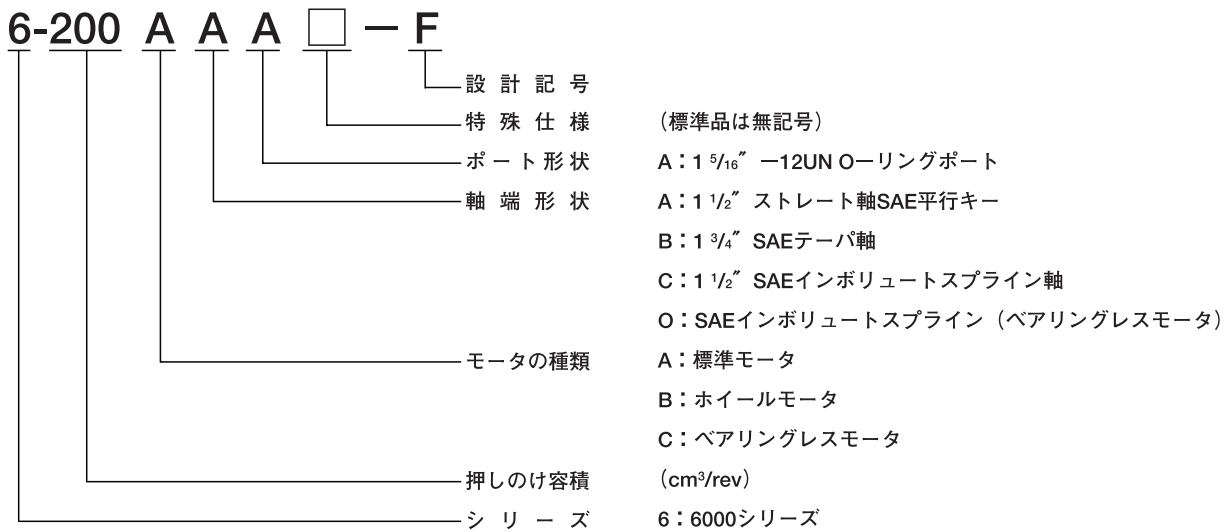 6-200 A A A □ － F
設計記号
特殊仕様 （標準品は無記号）
ポート形状 A：1 5/16″ －12UN Oーリングポート
軸端形状 A：1 1/2″ ストレート軸SAE平行キー
B：1 3/4″ SAEテーパ軸
C：1 1/2″ SAEインボリュートスプライン軸
O：SAEインボリュートスプライン（ベアリングレスモータ）
モータの種類 A：標準モータ
B：ホイールモータ
C：ベアリングレスモータ
押しのけ容積 （cm³/rev）
シリーズ 6：6000シリーズ